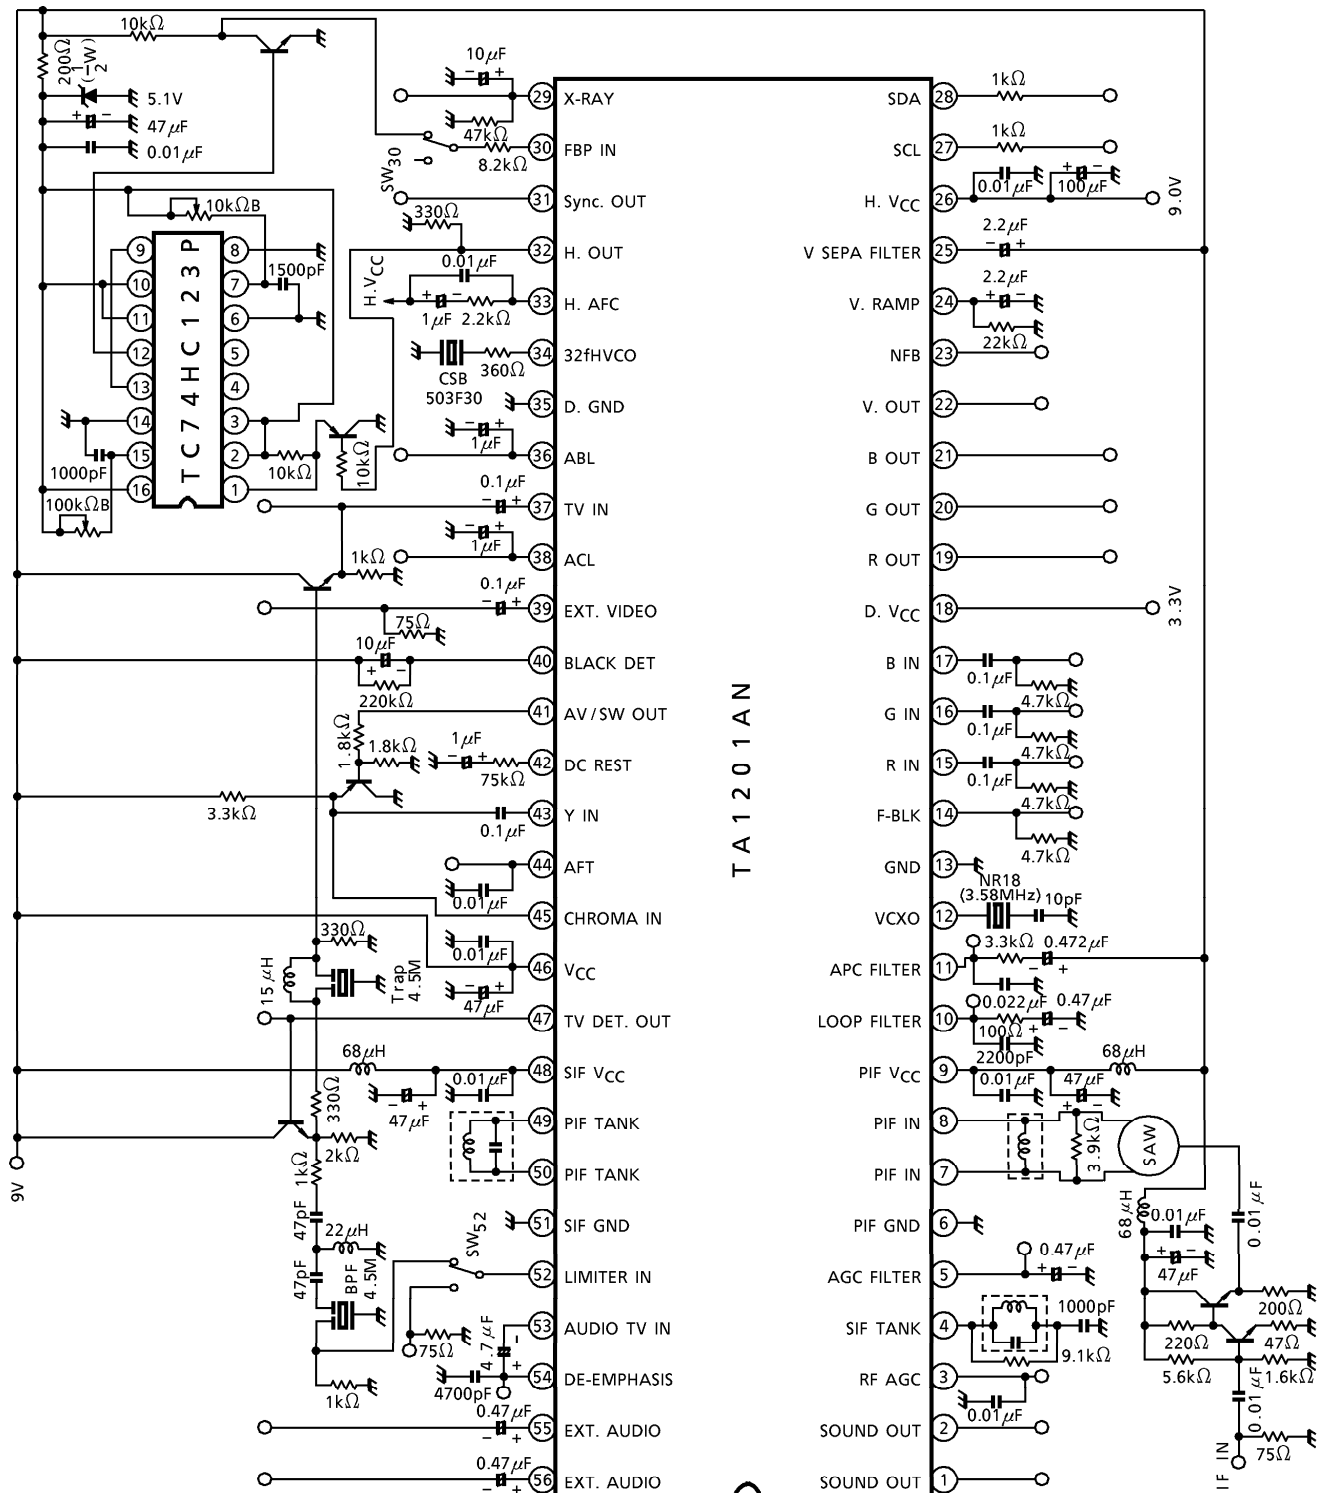 10kΩ
200Ω
(1/2W)
5.1V
47μF
0.01μF
10μF
29 X-RAY
47kΩ
SW30
8.2kΩ
30 FBP IN
31 Sync. OUT
330Ω
32 H. OUT
H.VCC
0.01μF
1μF 2.2kΩ
33 H. AFC
CSB
503F30
360Ω
34 32fHVCO
35 D. GND
1μF
36 ABL
10kΩB
TC74HC123P
9 8
10 7
11 6
12 5
13 4
14 3
15 2
16 1
1500pF
1000pF
100kΩB
10kΩ
10kΩ
0.1μF
37 TV IN
1μF
38 ACL
1kΩ
0.1μF
39 EXT. VIDEO
75Ω
10μF
40 BLACK DET
220kΩ
41 AV/SW OUT
1.8kΩ
1.8kΩ
1μF
75kΩ
42 DC REST
3.3kΩ
43 Y IN
0.1μF
44 AFT
0.01μF
45 CHROMA IN
330Ω
0.01μF
46 VCC
47μF
15μH
Trap
4.5M
47 TV DET. OUT
68μH
48 SIF VCC
0.01μF
47μF
330Ω
49 PIF TANK
2kΩ
1kΩ
50 PIF TANK
9V
47pF
22μH
51 SIF GND
SW52
47pF
BPF
4.5M
52 LIMITER IN
75Ω
4.7μF
53 AUDIO TV IN
4700pF
54 DE-EMPHASIS
1kΩ
0.47μF
55 EXT. AUDIO
0.47μF
56 EXT. AUDIO
TA1201AN
SDA 28
1kΩ
SCL 27
1kΩ
H. VCC 26
0.01μF
100μF
9.0V
V SEPA FILTER 25
2.2μF
V. RAMP 24
2.2μF
22kΩ
NFB 23
V. OUT 22
B OUT 21
G OUT 20
R OUT 19
D. VCC 18
3.3V
B IN 17
0.1μF
4.7kΩ
G IN 16
0.1μF
4.7kΩ
R IN 15
0.1μF
4.7kΩ
F-BLK 14
4.7kΩ
GND 13
NR18
(3.58MHz)
10pF
VCXO 12
3.3kΩ 0.472μF
APC FILTER 11
0.022μF 0.47μF
LOOP FILTER 10
100Ω
2200pF
68μH
PIF VCC 9
0.01μF 47μF
PIF IN 8
3.9kΩ
SAW
PIF IN 7
PIF GND 6
68μH
0.01μF
47μF
0.01μF
AGC FILTER 5
0.47μF
SIF TANK 4
1000pF
9.1kΩ
200Ω
220Ω
47Ω
5.6kΩ
1.6kΩ
RF AGC 3
0.01μF
0.01μF
SOUND OUT 2
75Ω
IF IN
SOUND OUT 1